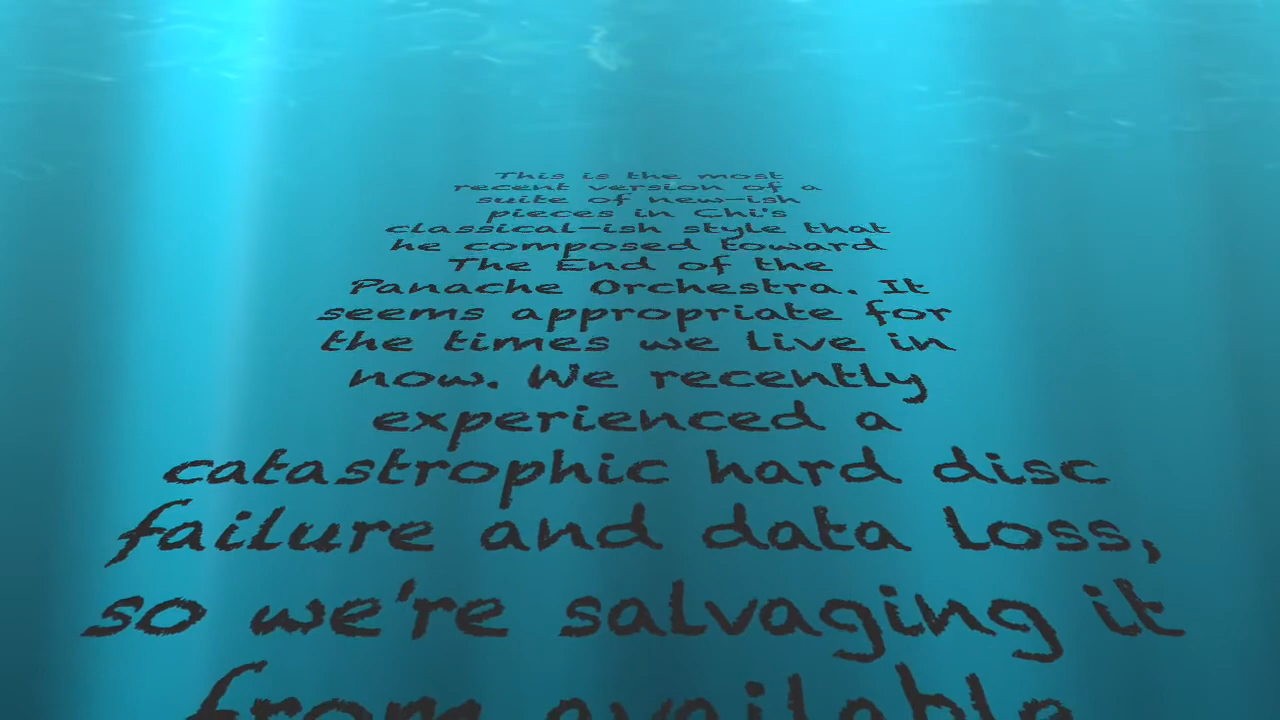 This is the most
recent version of a
suite of new-ish
pieces in Chi's
classical-ish style that
he composed toward
The End of the
Panache Orchestra. It
seems appropriate for
the times we live in
now. We recently
experienced a
catastrophic hard disc
failure and data loss,
so we're salvaging it
from available